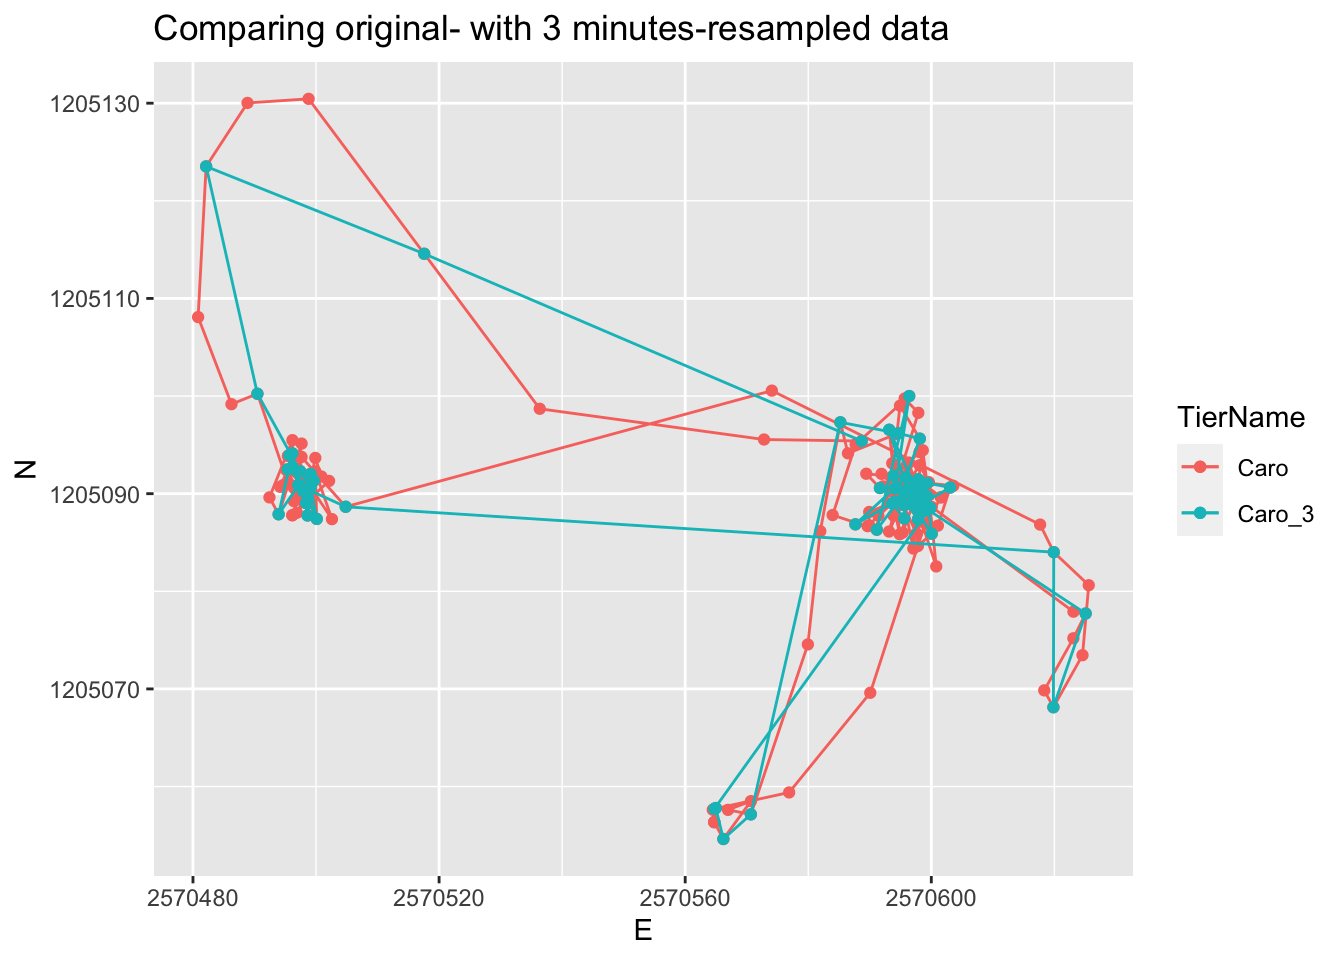 Comparing original- with 3 minutes-resampled data
1205130
1205110
1205090
1205070
N
2570480 2570520 2570560 2570600
E
TierName
Caro
Caro_3